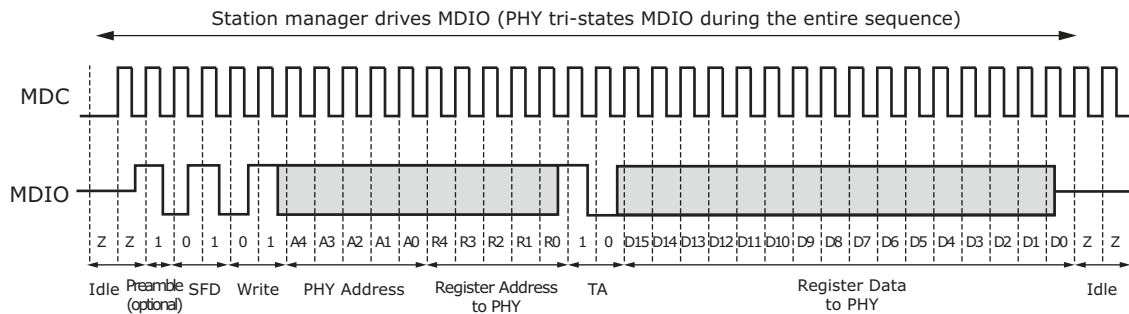 Station manager drives MDIO (PHY tri-states MDIO during the entire sequence)
MDC
MDIO
Z Z 1 0 1 0 1 A4 A3 A2 A1 A0 R4 R3 R2 R1 R0 1 0 D15 D14 D13 D12 D11 D10 D9 D8 D7 D6 D5 D4 D3 D2 D1 D0 Z Z
Idle Preamble (optional) SFD Write PHY Address Register Address to PHY TA Register Data to PHY Idle